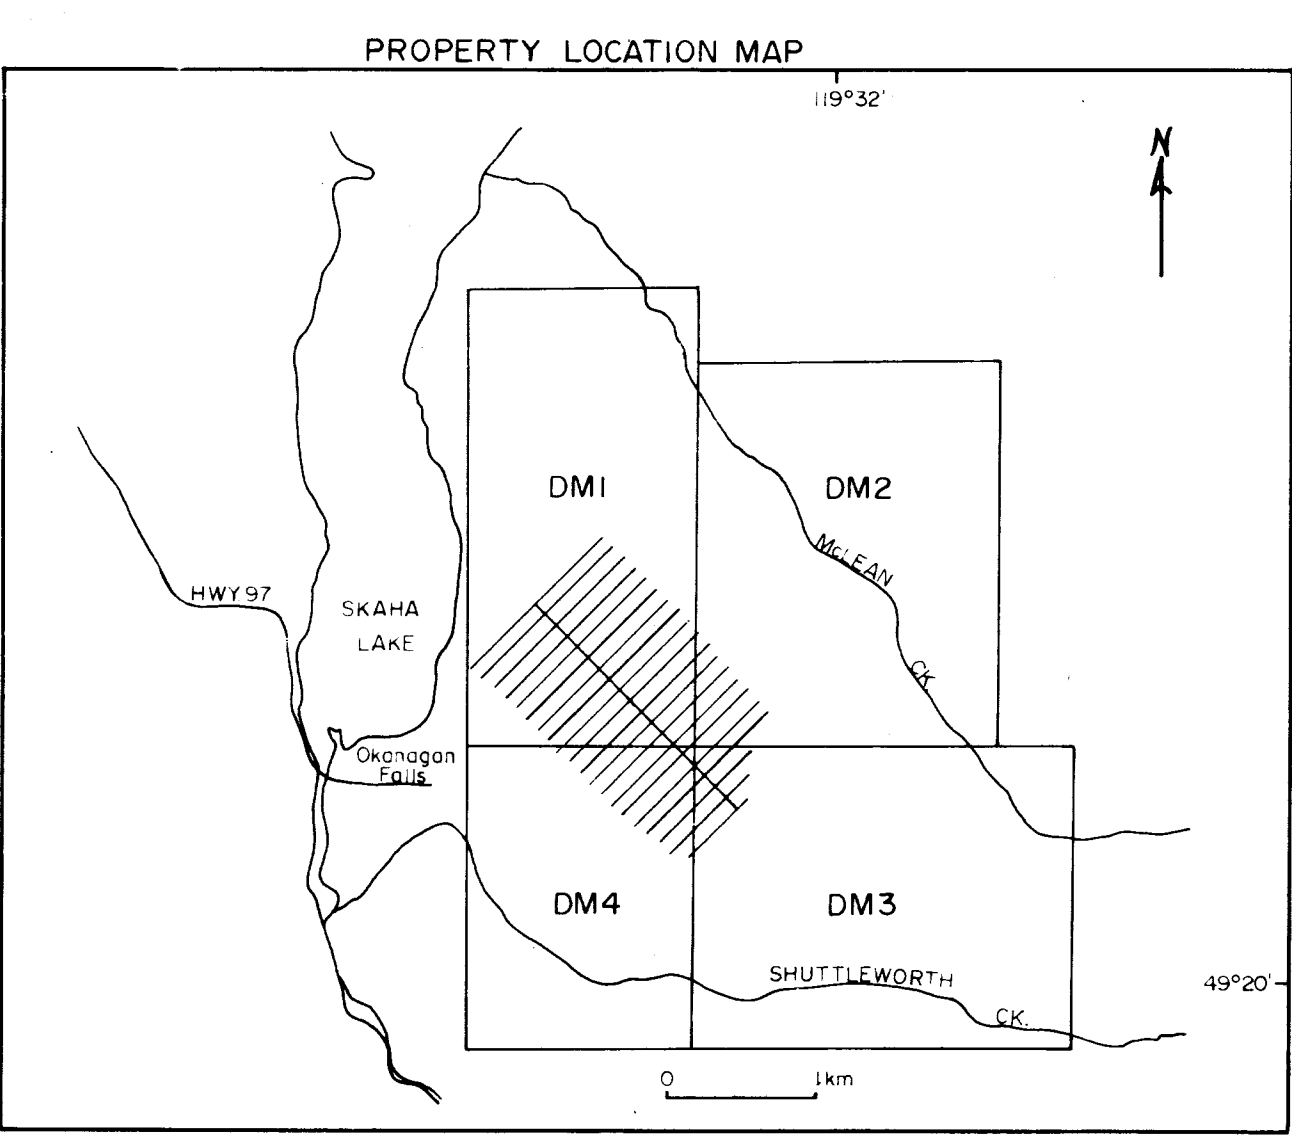 PROPERTY LOCATION MAP
119°32'
N
DM1
DM2
McLEAN
CK.
HWY 97
SKAHA
LAKE
Okanagan
Falls
DM4
DM3
SHUTTLEWORTH
CK.
49°20'
0 1km